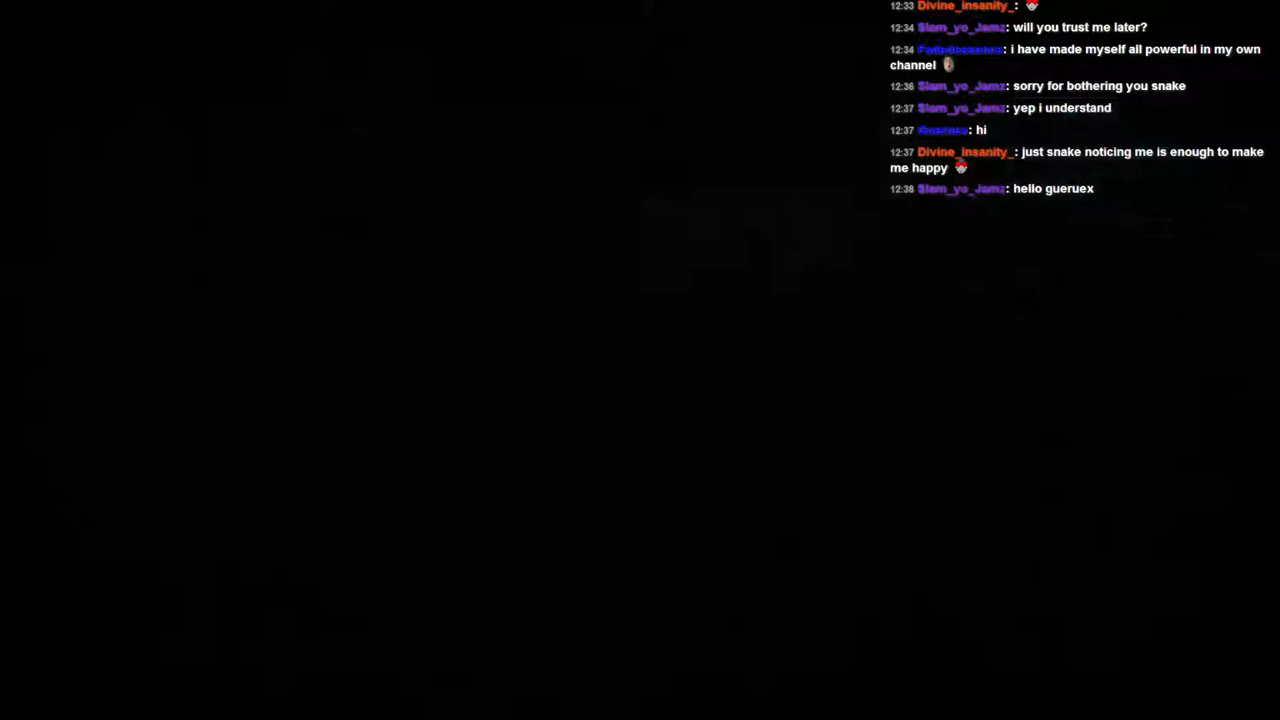 12:33 Divine_insanity_:
12:34 Slam_yo_Jamz: will you trust me later?
12:34 : i have made myself all powerful in my own
channel
12:36 Slam_yo_Jamz: sorry for bothering you snake
12:37 Slam_yo_Jamz: yep i understand
12:37 : hi
12:37 Divine_insanity_: just snake noticing me is enough to make
me happy
12:38 Slam_yo_Jamz: hello gueruex